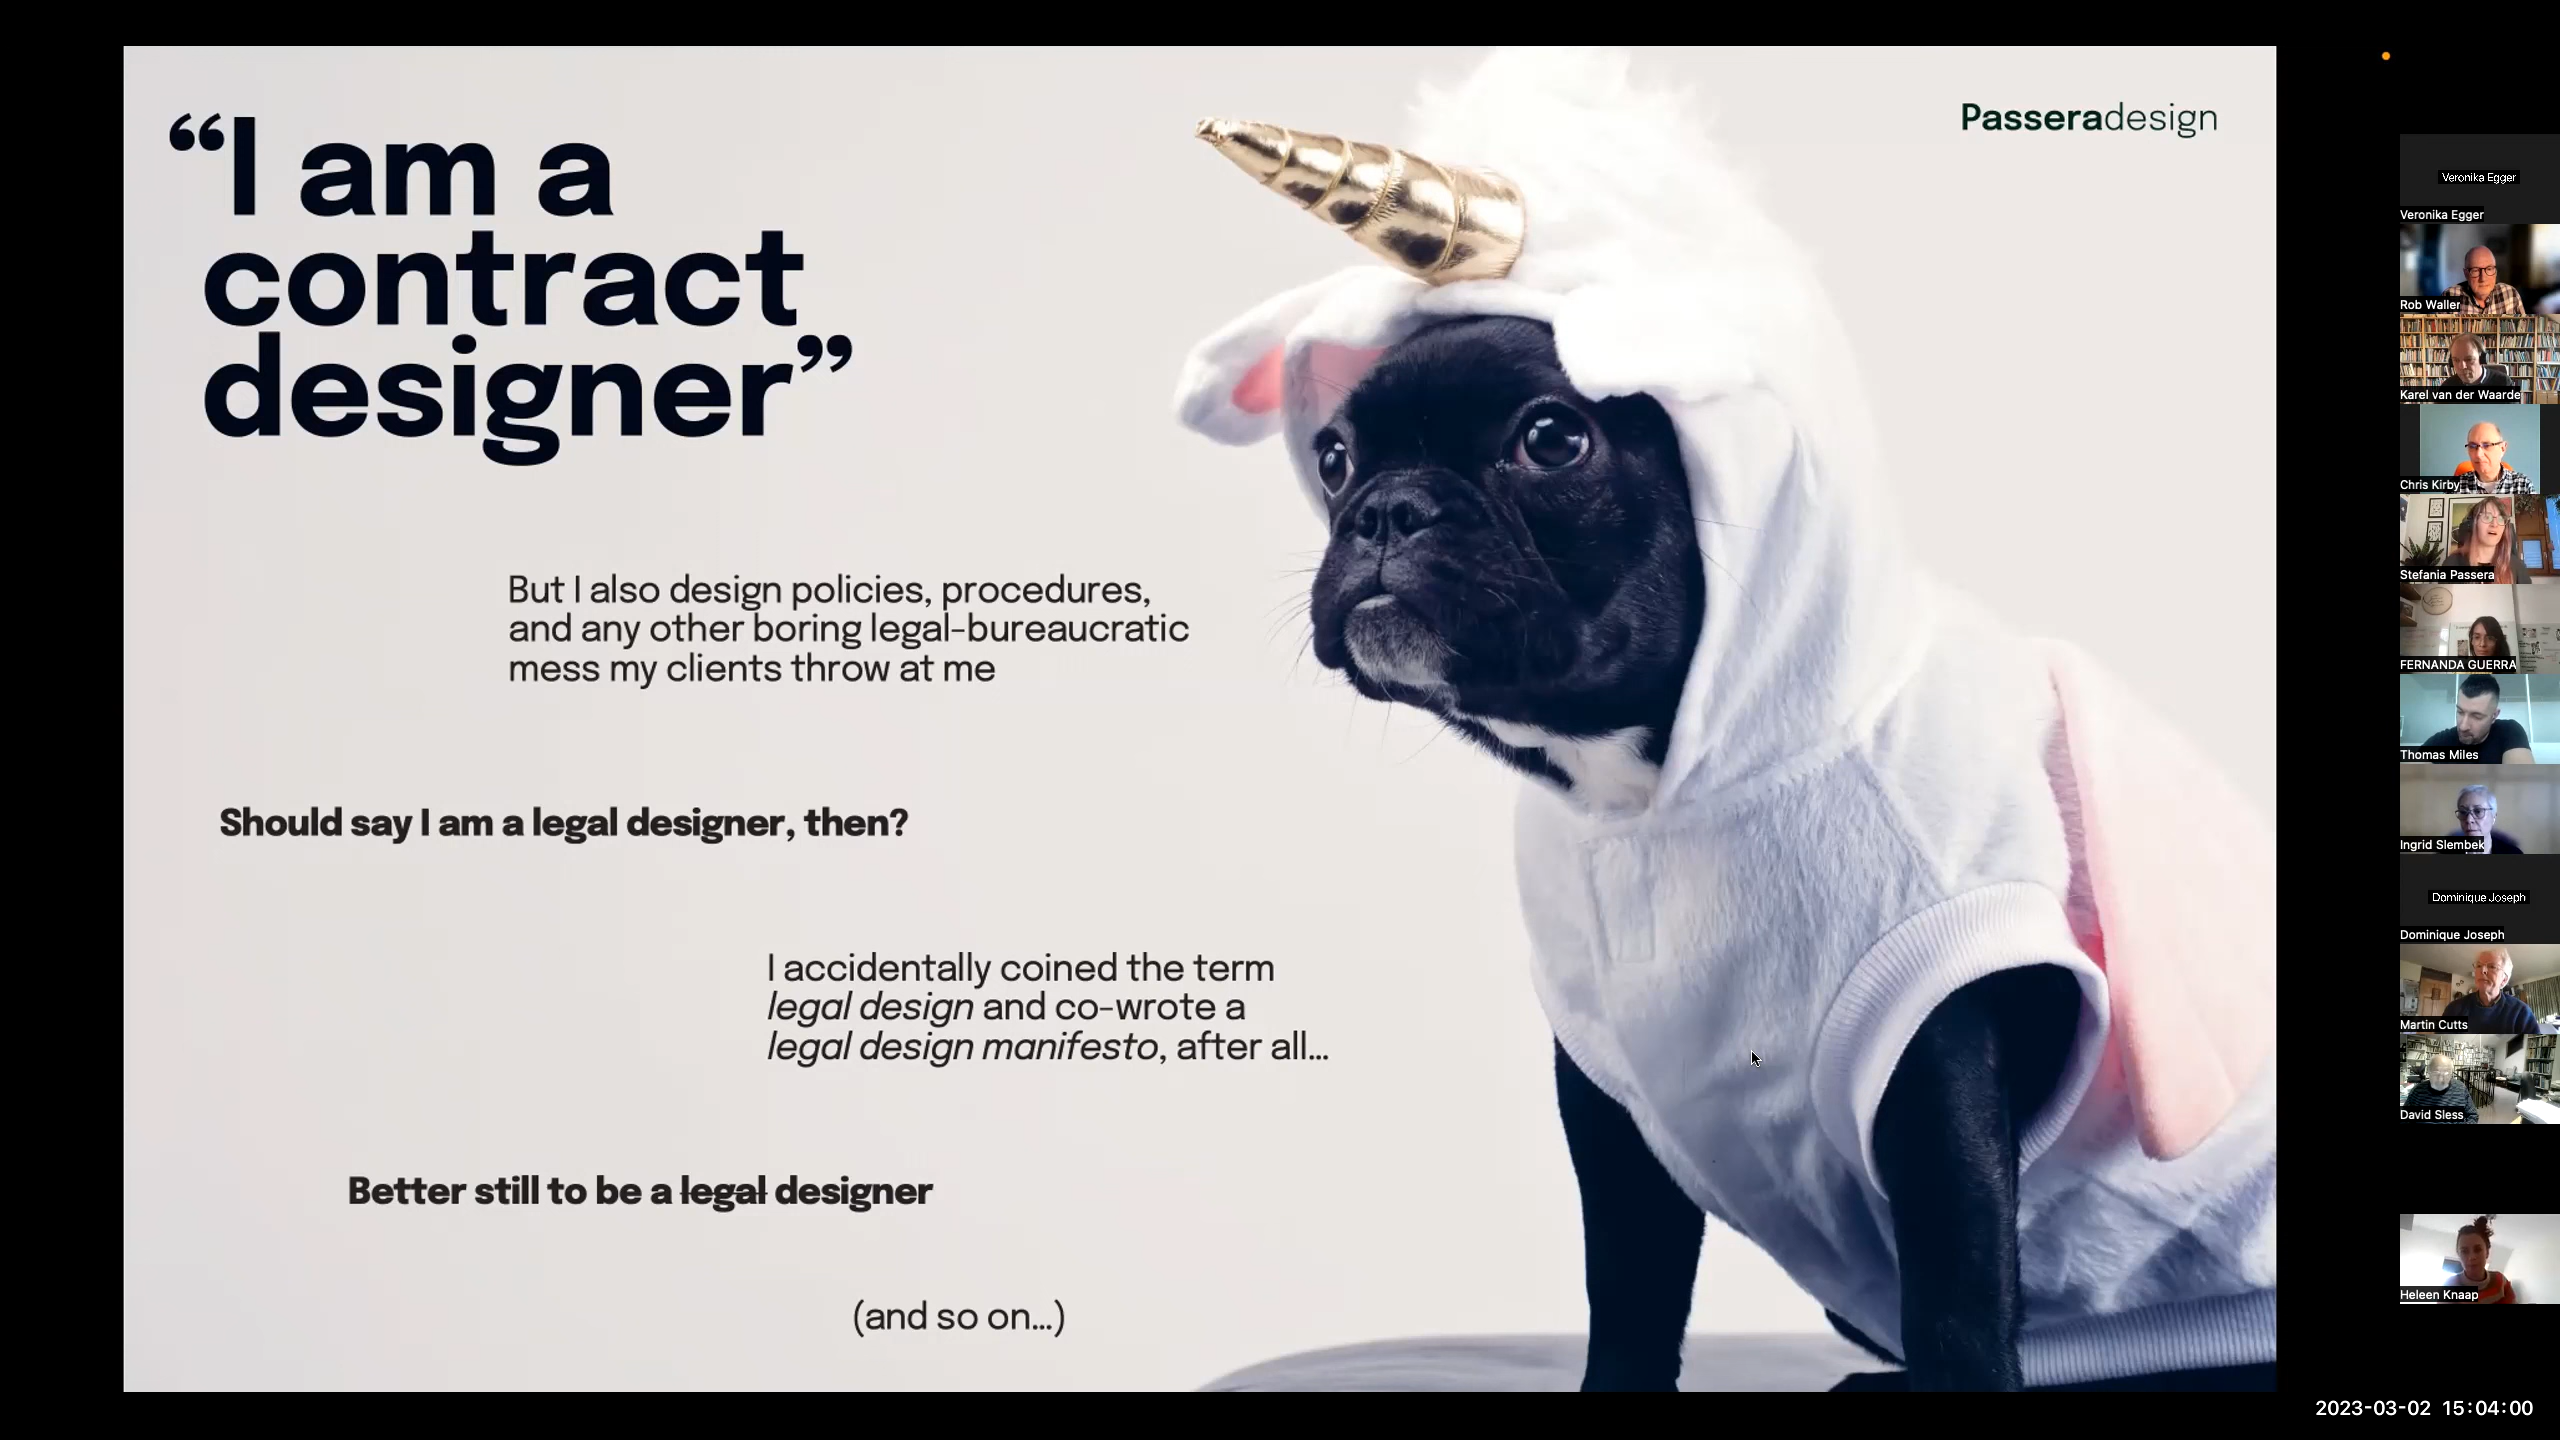 “I am a
contract
designer”
Passeradesign
But I also design policies, procedures,
and any other boring legal-bureaucratic
mess my clients throw at me
Should say I am a legal designer, then?
I accidentally coined the term
legal design and co-wrote a
legal design manifesto, after all...
Better still to be a legal designer
(and so on...)
Veronika Egger
Veronika Egger
Rob Waller
Karel van der Waarde
Chris Kirby
Stefania Passera
FERNANDA GUERRA
Thomas Miles
Ingrid Slembek
Dominique Joseph
Dominique Joseph
Martin Cutts
David Sless
Heleen Knaap
2023-03-02 15:04:00